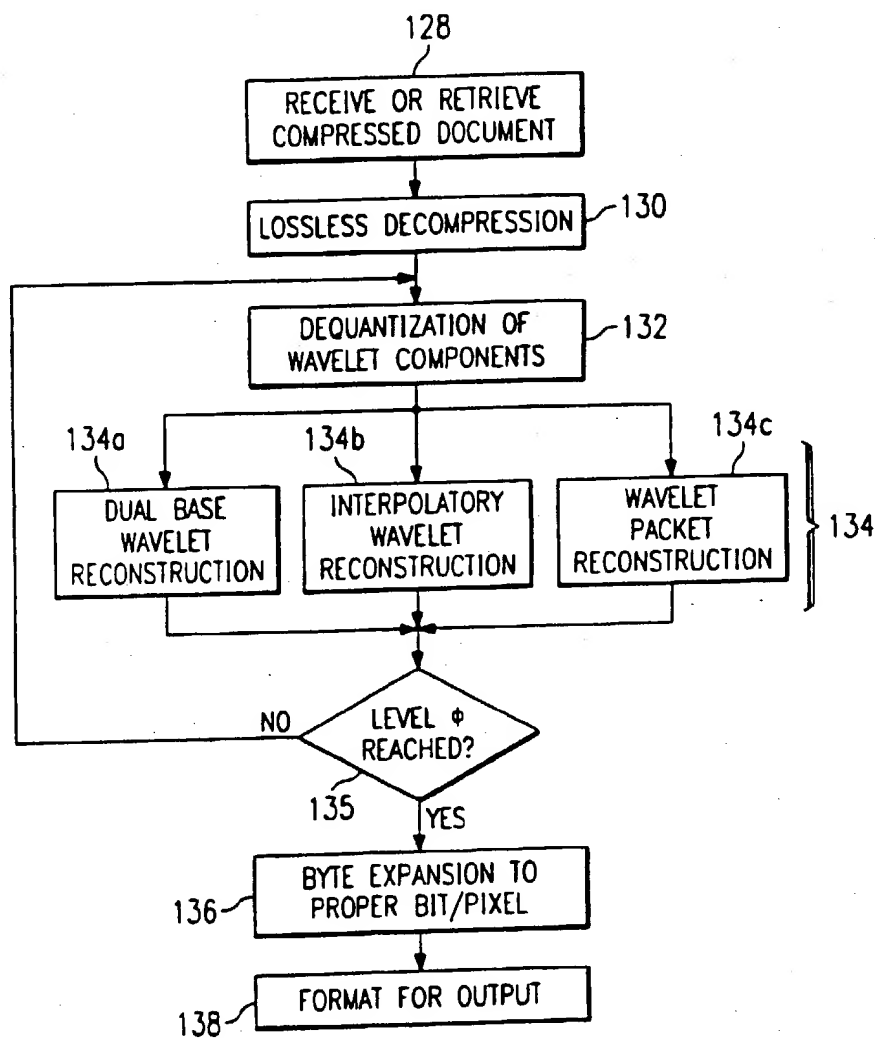 128
RECEIVE OR RETRIEVE
COMPRESSED DOCUMENT
LOSSLESS DECOMPRESSION
130
DEQUANTIZATION OF
WAVELET COMPONENTS
132
134a
DUAL BASE
WAVELET
RECONSTRUCTION
134b
INTERPOLATORY
WAVELET
RECONSTRUCTION
134c
WAVELET
PACKET
RECONSTRUCTION
134
NO
LEVEL ϕ
REACHED?
135
YES
BYTE EXPANSION TO
PROPER BIT/PIXEL
136
FORMAT FOR OUTPUT
138